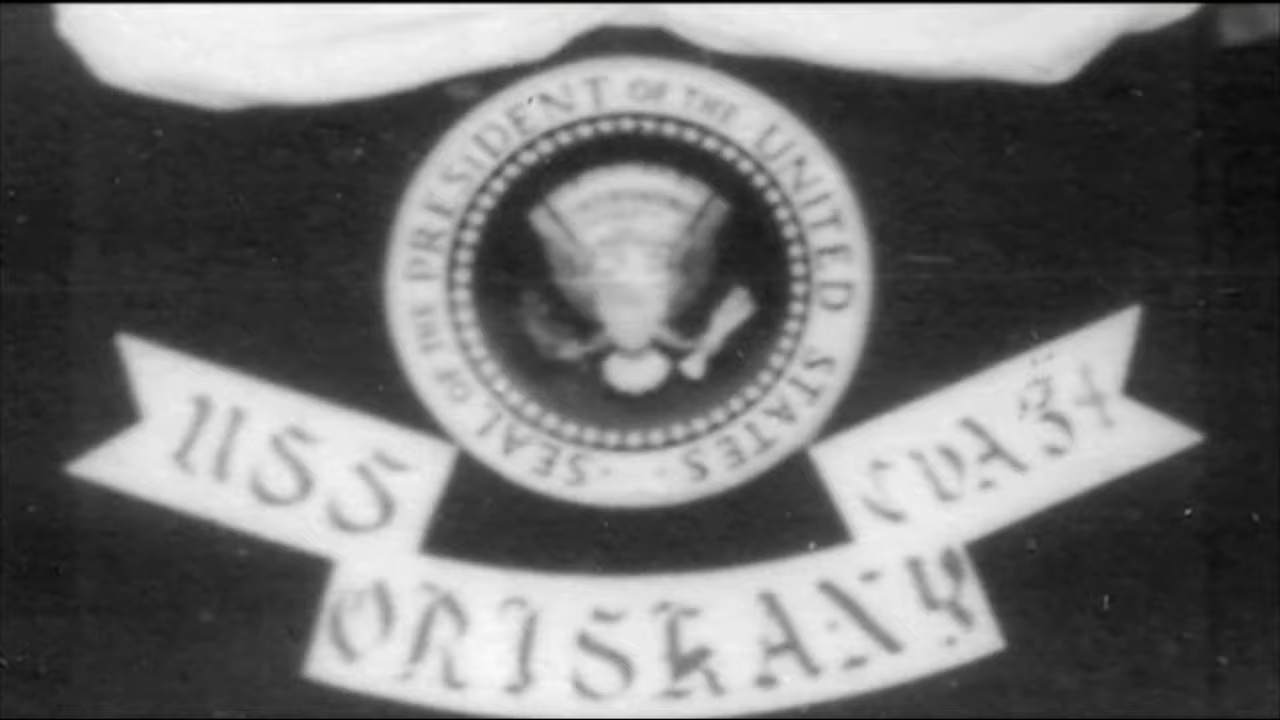 SEAL OF THE PRESIDENT OF THE UNITED STATES
USS
ORISKANY
CVA 34